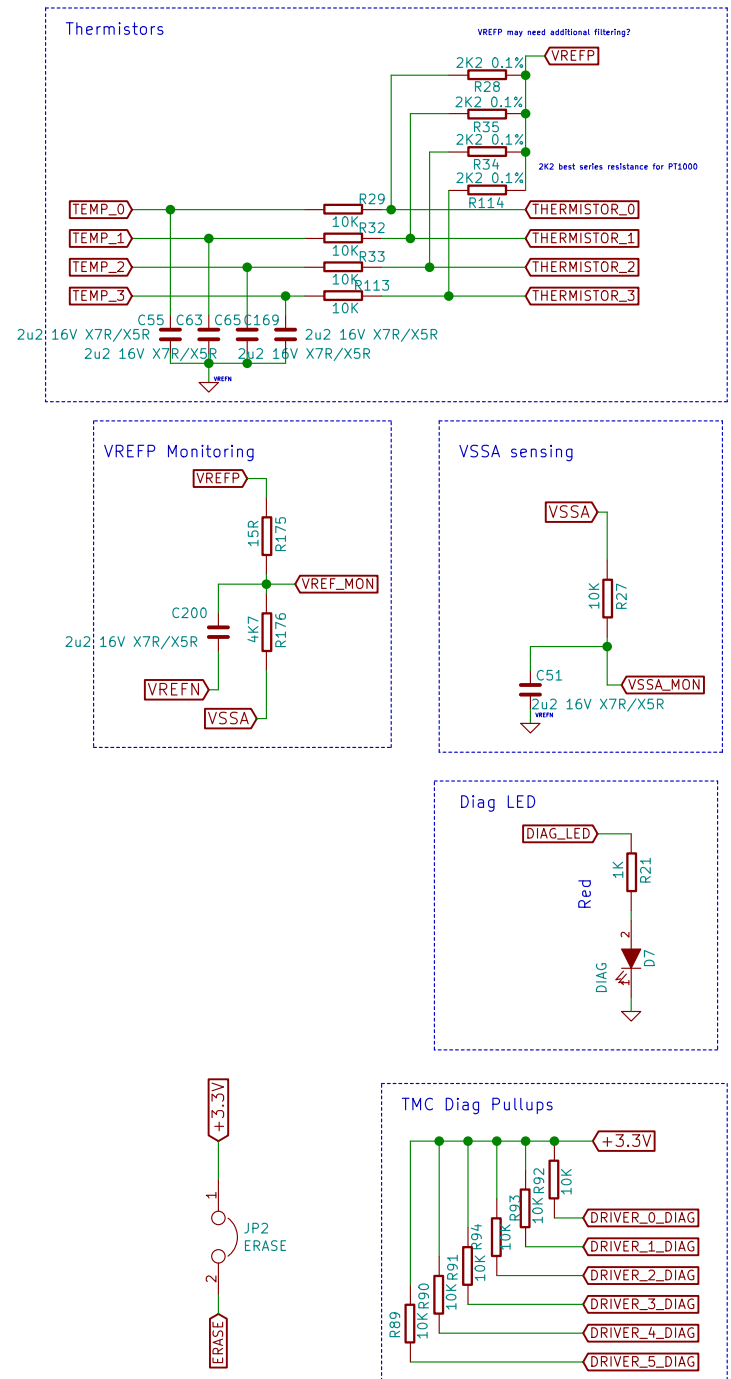 Thermistors
VREFP may need additional filtering?
VREFP
2K2 0.1%
R28
2K2 0.1%
R35
2K2 0.1%
R34
2K2 best series resistance for PT1000
2K2 0.1%
R114
TEMP_0
R29
10K
THERMISTOR_0
TEMP_1
R32
10K
THERMISTOR_1
TEMP_2
R33
10K
THERMISTOR_2
TEMP_3
R113
10K
THERMISTOR_3
C55 C63 C65 C169
2u2 16V X7R/X5R
2u2 16V X7R/X5R
2u2 16V X7R/X5R
2u2 16V X7R/X5R
VREFN
VREFP Monitoring
VREFP
15R
R175
VREF_MON
C200
2u2 16V X7R/X5R
4K7
R176
VREFN
VSSA
VSSA sensing
VSSA
10K
R27
C51
2u2 16V X7R/X5R
VSSA_MON
VREFN
Diag LED
DIAG_LED
1K
R21
Red
2
D7
DIAG
1
+3.3V
1
JP2
ERASE
2
ERASE
TMC Diag Pullups
+3.3V
R92
10K
DRIVER_0_DIAG
R93
10K
DRIVER_1_DIAG
R94
10K
DRIVER_2_DIAG
R91
10K
DRIVER_3_DIAG
R90
10K
DRIVER_4_DIAG
R89
10K
DRIVER_5_DIAG